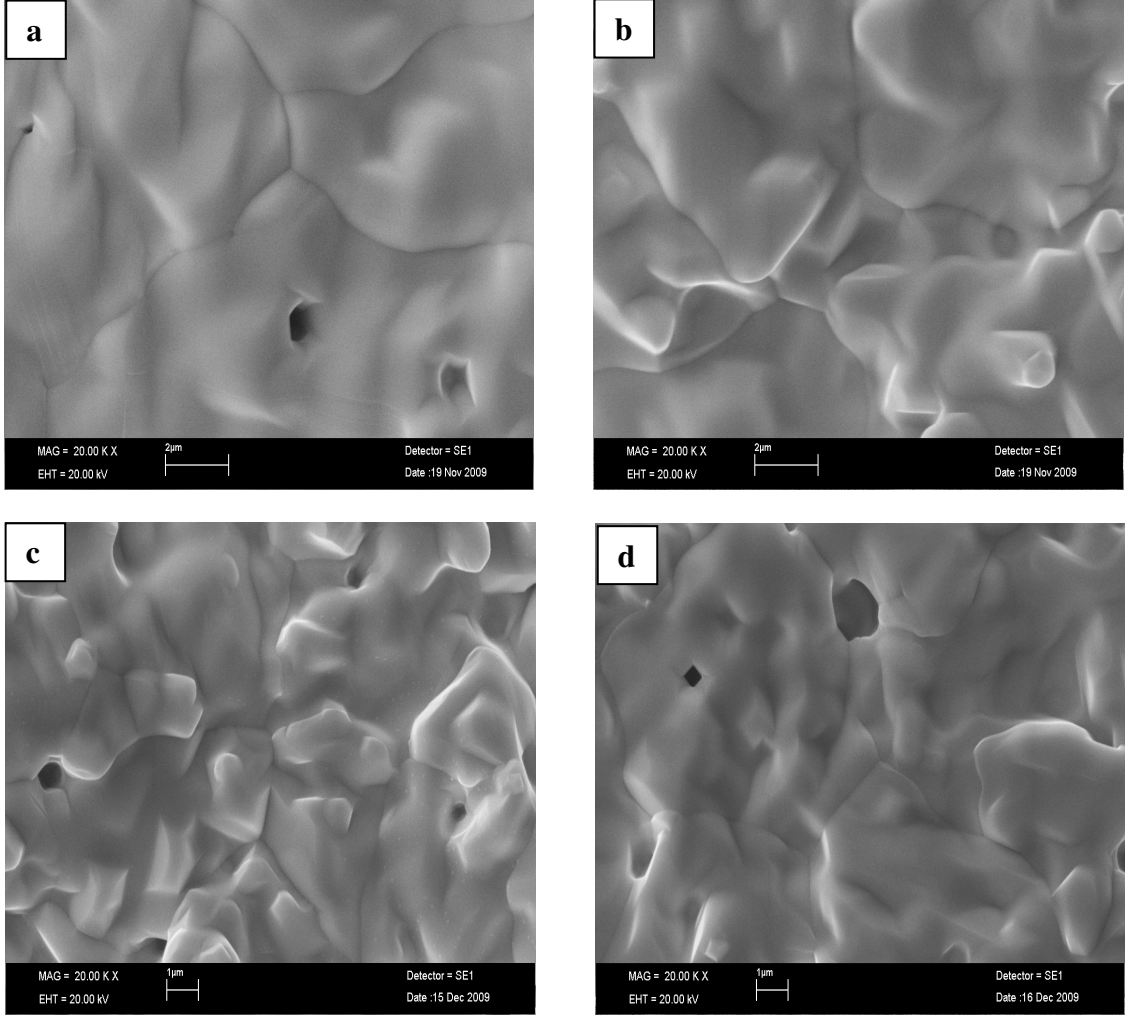 a
2µm
MAG = 20.00 K X
Detector = SE1
EHT = 20.00 kV
Date :19 Nov 2009
b
2µm
MAG = 20.00 K X
Detector = SE1
EHT = 20.00 kV
Date :19 Nov 2009
c
1µm
MAG = 20.00 K X
Detector = SE1
EHT = 20.00 kV
Date :15 Dec 2009
d
1µm
MAG = 20.00 K X
Detector = SE1
EHT = 20.00 kV
Date :16 Dec 2009